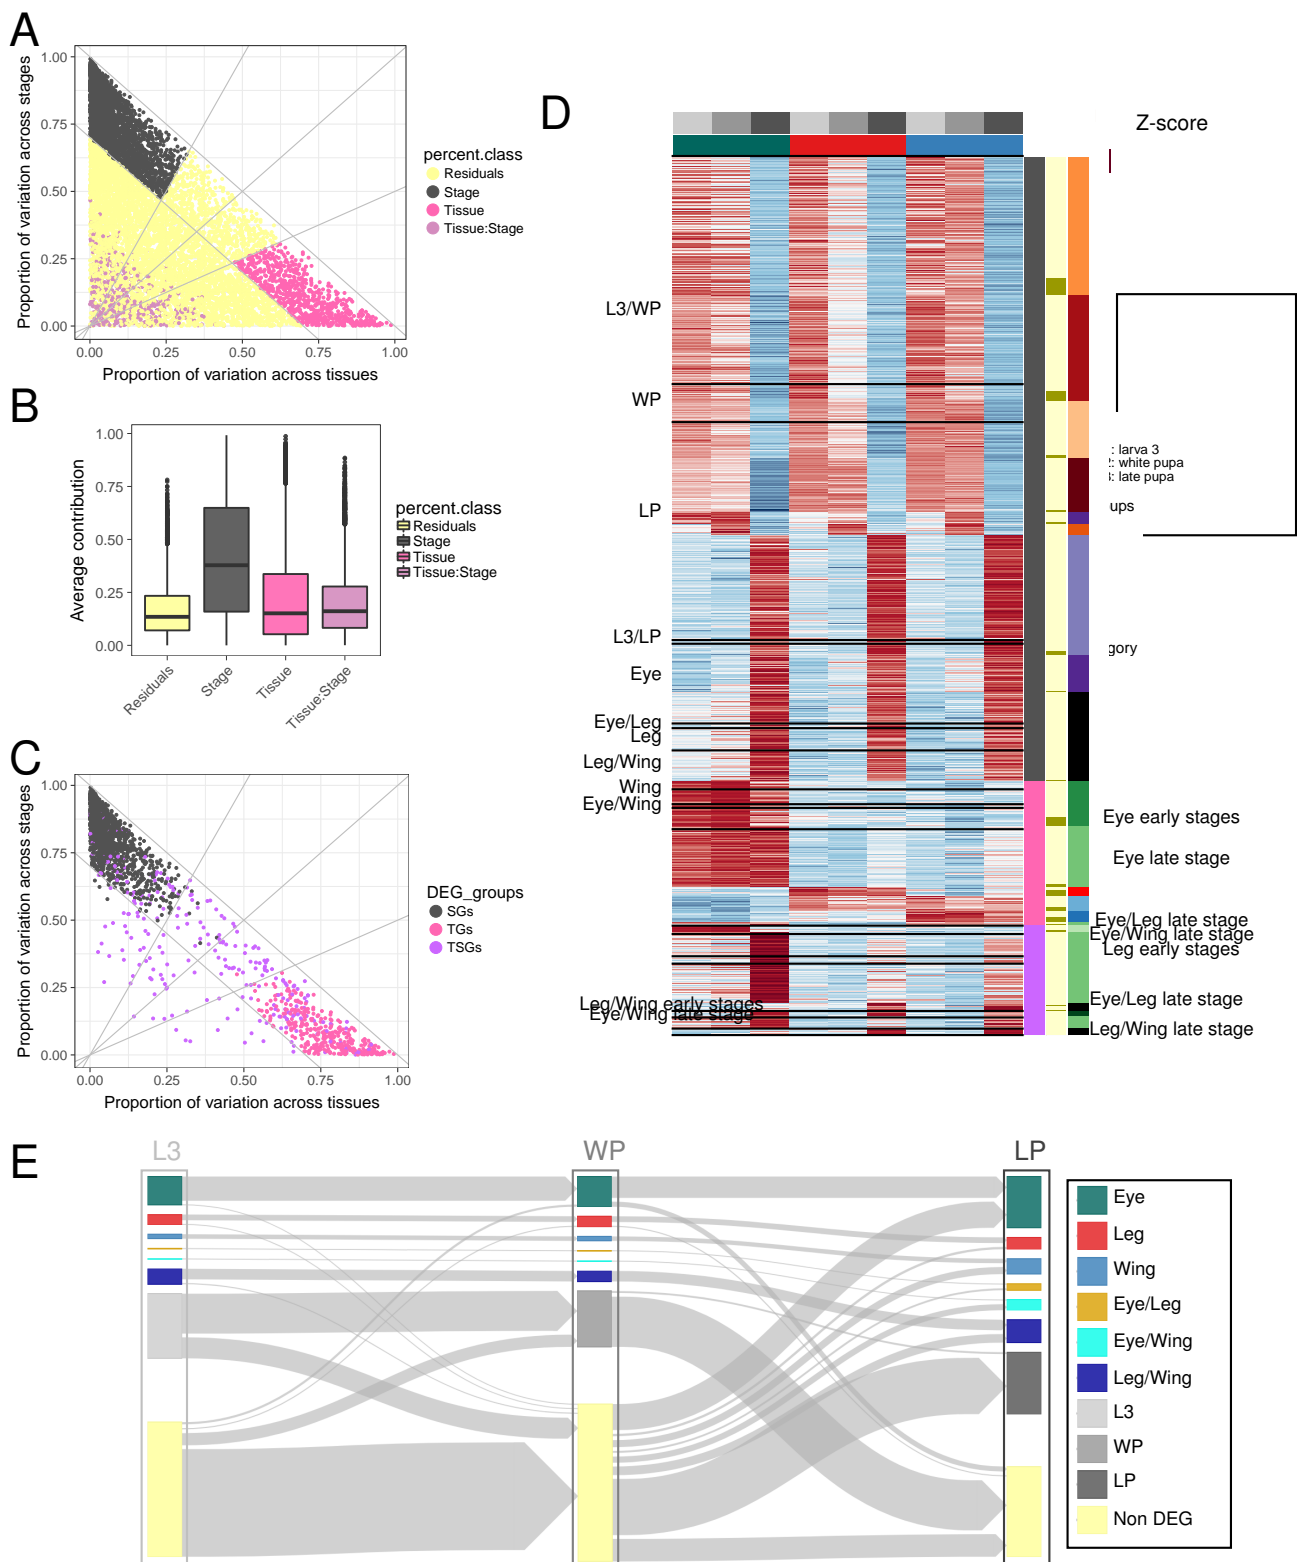 A
1.00
0.75
0.50
0.25
0.00
Proportion of variation across stages
0.00 0.25 0.50 0.75 1.00
Proportion of variation across tissues
percent.class
Residuals
Stage
Tissue
Tissue:Stage
B
1.00
0.75
0.50
0.25
0.00
Average contribution
Residuals
Stage
Tissue
Tissue:Stage
percent.class
Residuals
Stage
Tissue
Tissue:Stage
C
1.00
0.75
0.50
0.25
0.00
Proportion of variation across stages
0.00 0.25 0.50 0.75 1.00
Proportion of variation across tissues
DEG_groups
SGs
TGs
TSGs
D
Z-score
L3/WP
WP
LP
L3/LP
Eye
Eye/Leg
Leg
Leg/Wing
Wing
Eye/Wing
Leg/Wing early stages
Eye/Wing late stage
: larva 3
: white pupa
: late pupa
ups
gory
Eye early stages
Eye late stage
Eye/Leg late stage
Eye/Wing late stage
Leg early stages
Eye/Leg late stage
Leg/Wing late stage
E
L3
WP
LP
Eye
Leg
Wing
Eye/Leg
Eye/Wing
Leg/Wing
L3
WP
LP
Non DEG